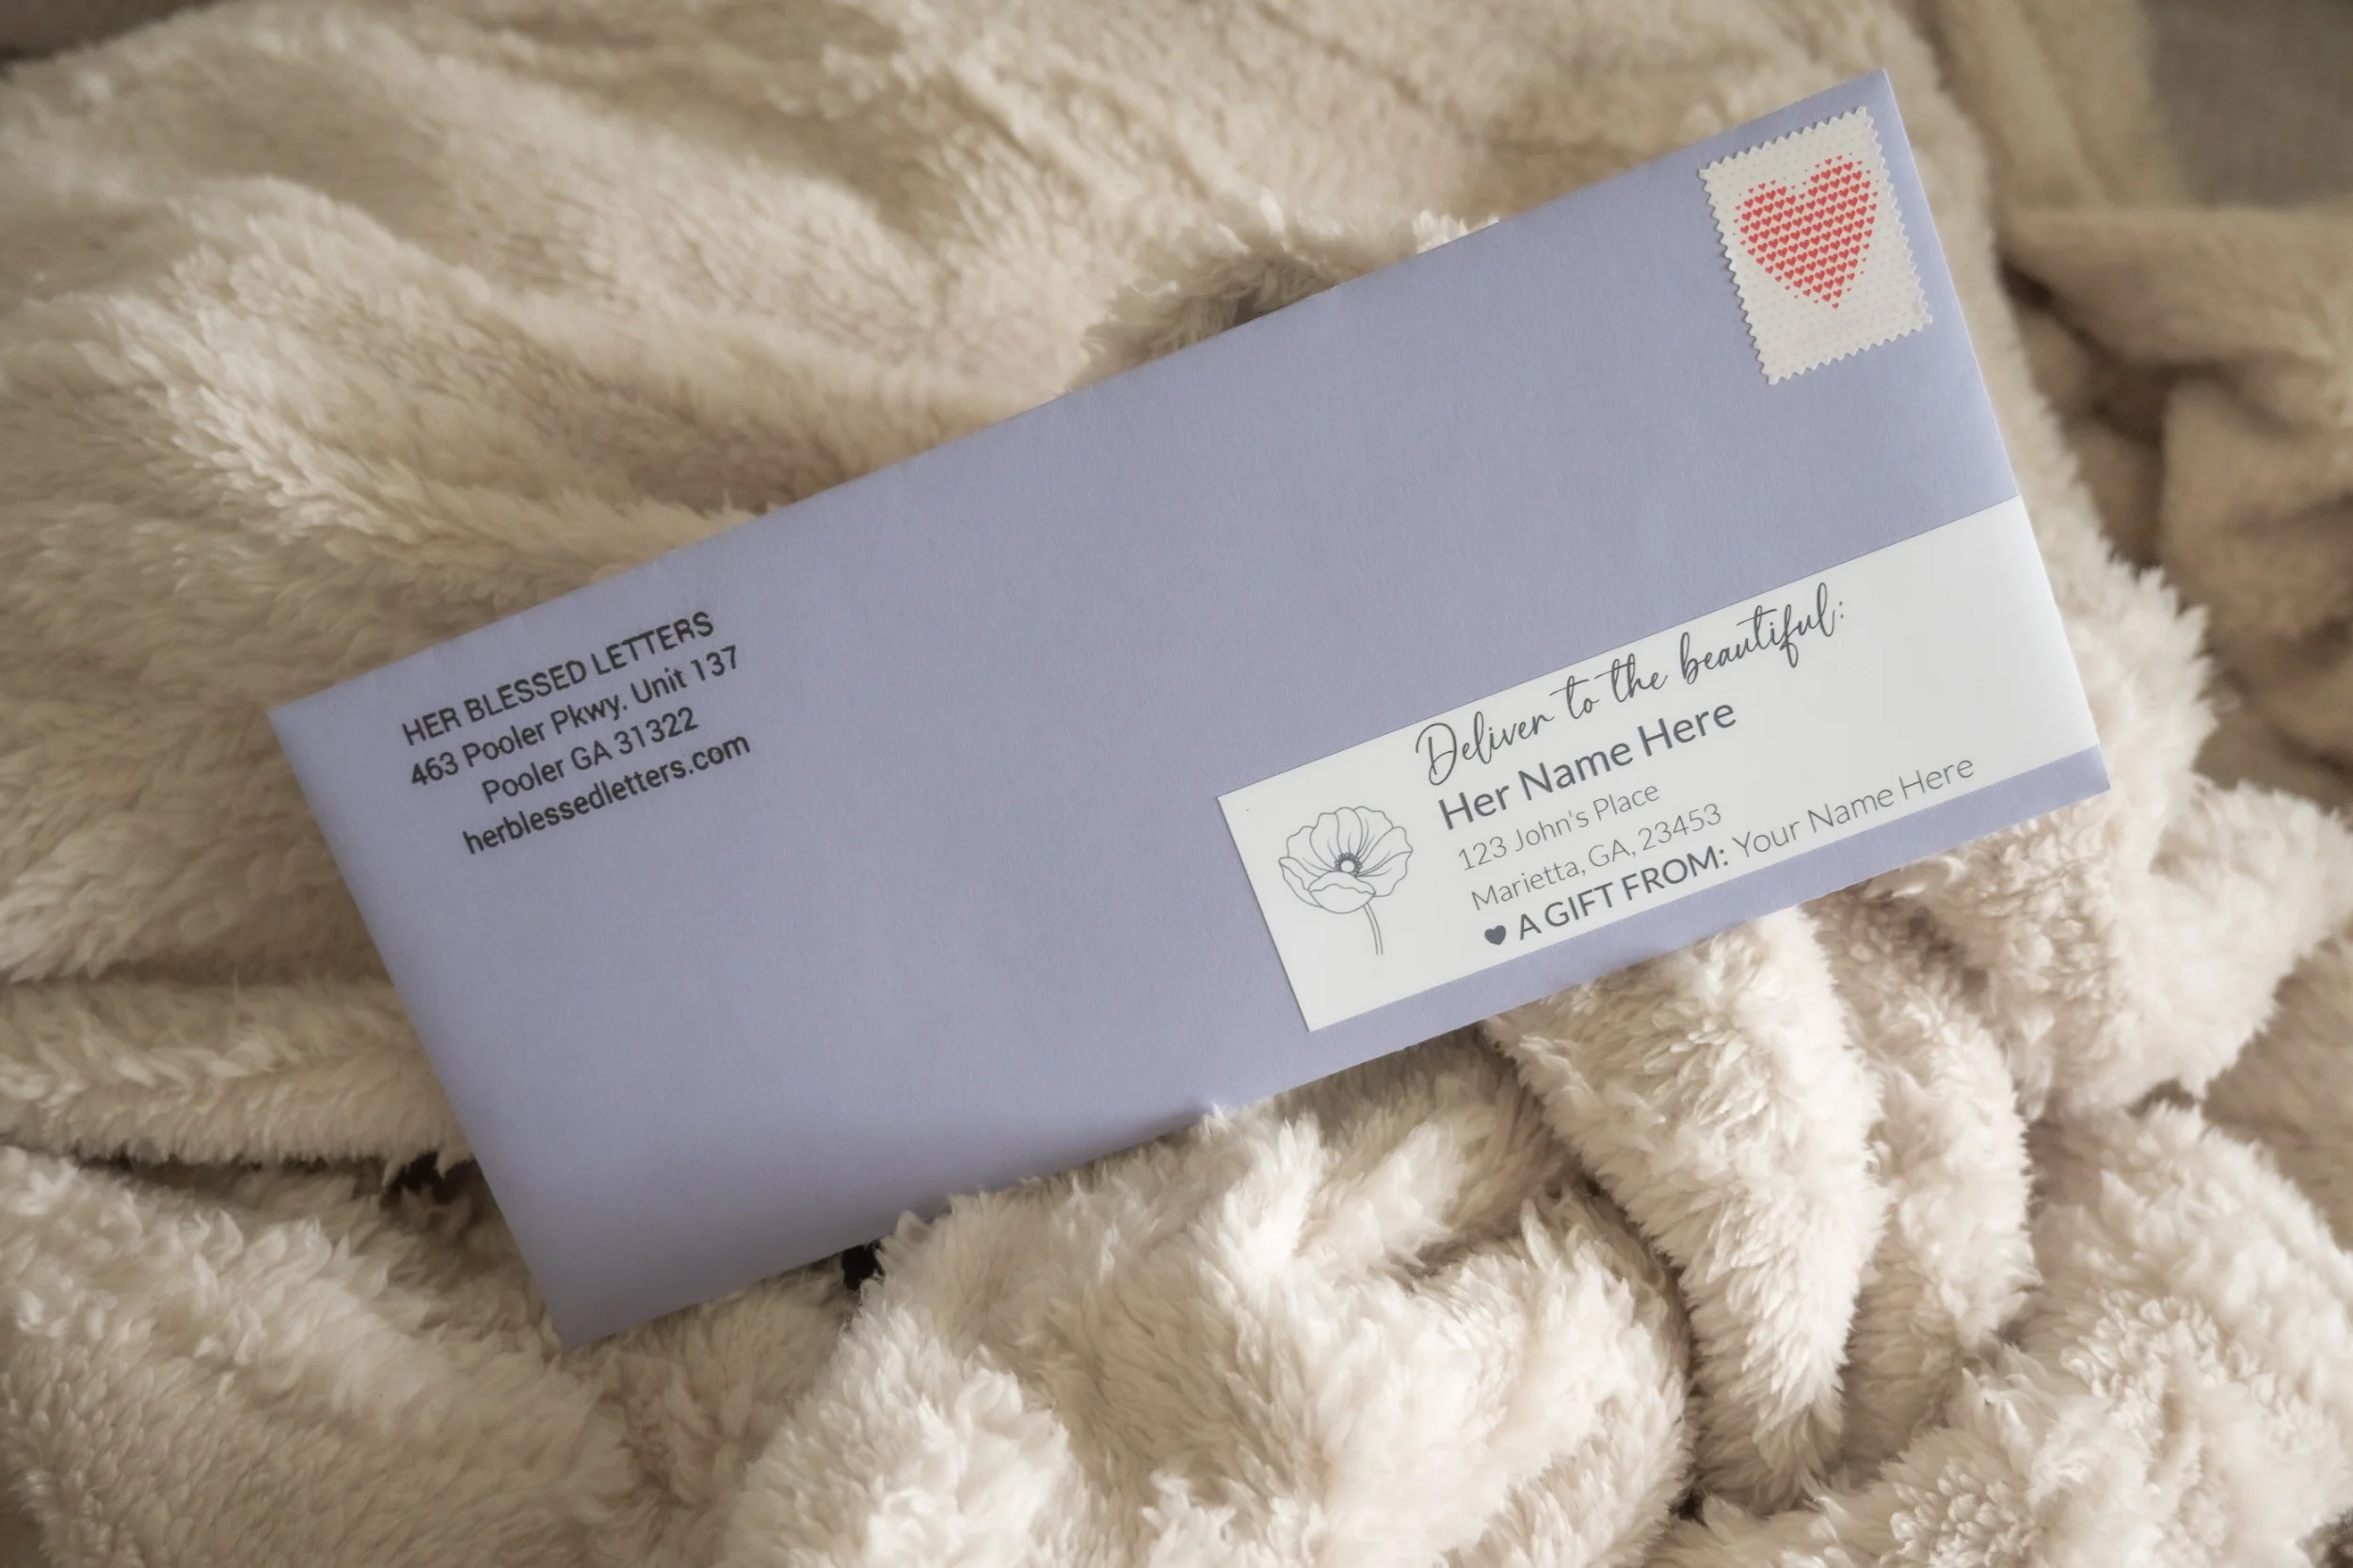 HER BLESSED LETTERS
463 Pooler Pkwy. Unit 137
Pooler GA 31322
herblessedletters.com
Deliver to the beautiful:
Her Name Here
123 John's Place
Marietta, GA, 23453
♥ A GIFT FROM: Your Name Here